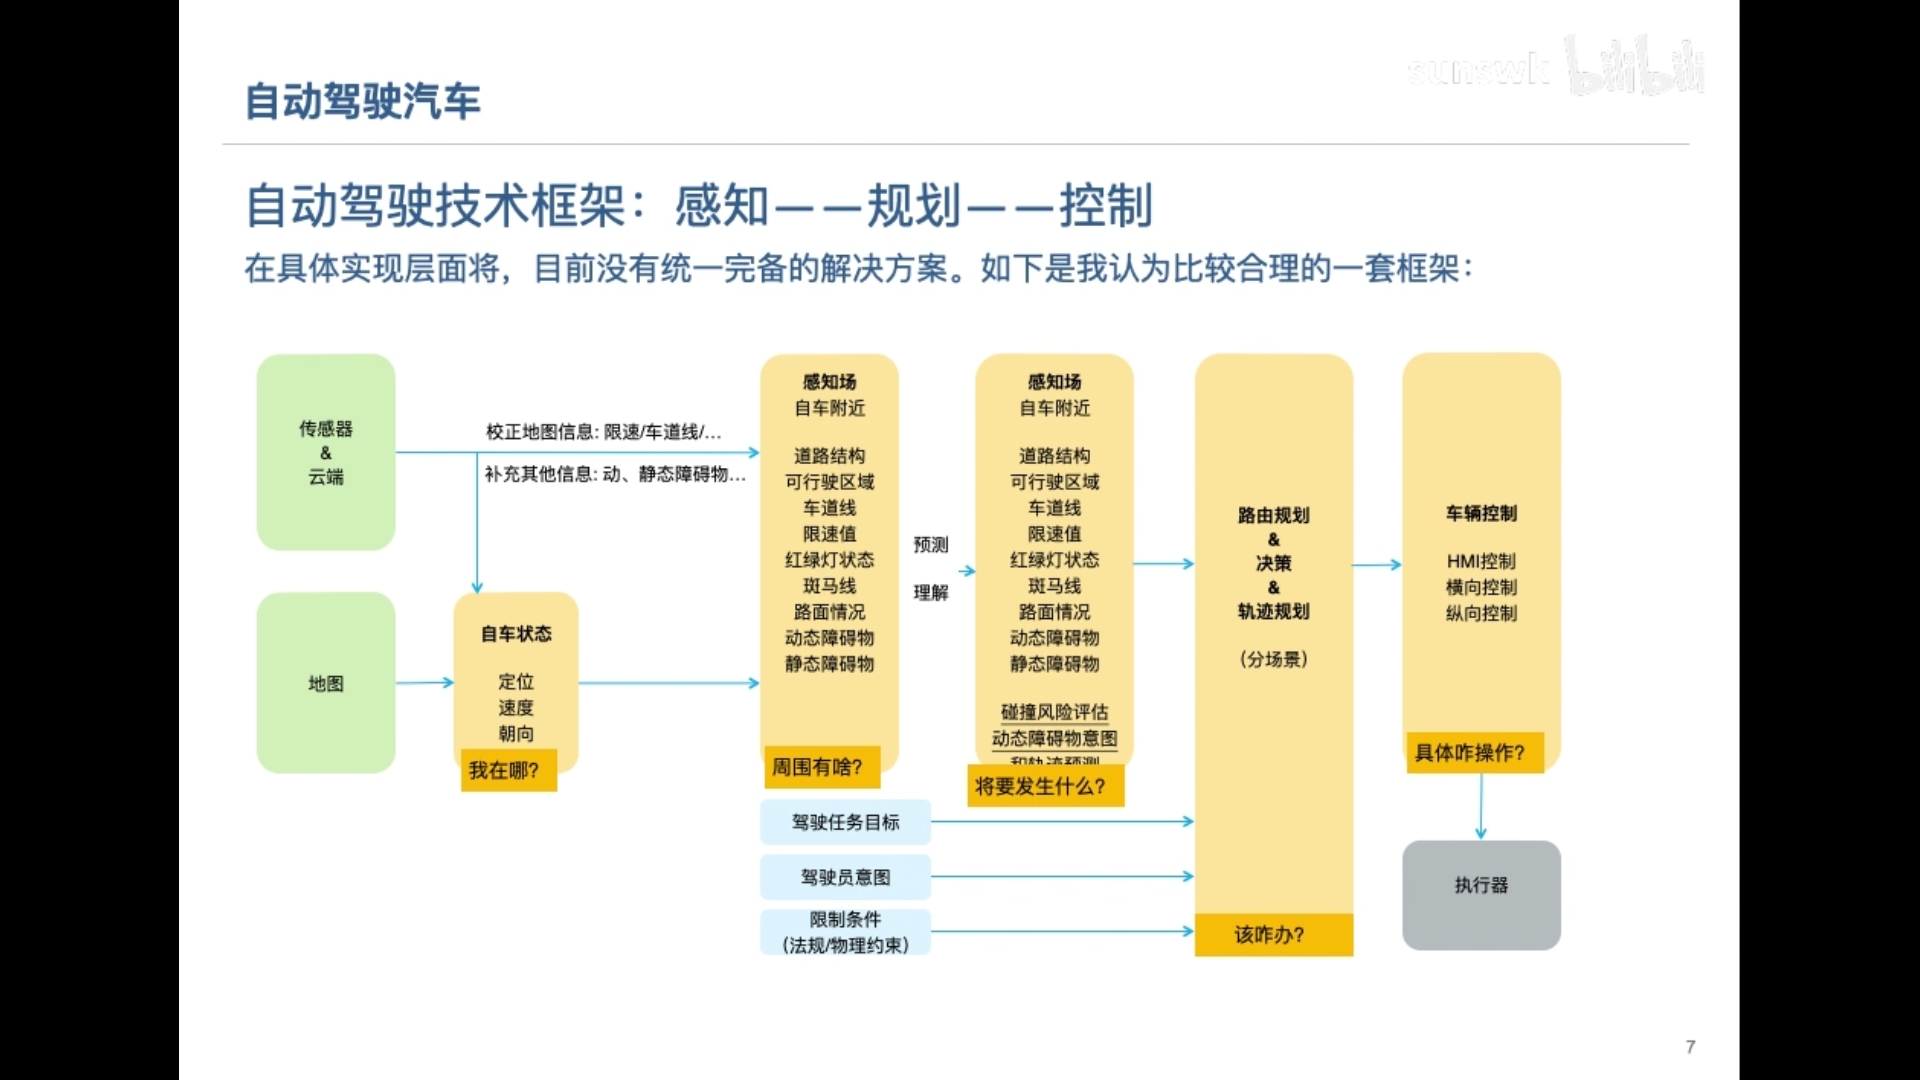 sunswk bilibili
自动驾驶汽车
自动驾驶技术框架：感知——规划——控制
在具体实现层面将，目前没有统一完备的解决方案。如下是我认为比较合理的一套框架：
传感器
&
云端
地图
校正地图信息: 限速/车道线/...
补充其他信息: 动、静态障碍物...
自车状态
定位
速度
朝向
我在哪？
感知场
自车附近
道路结构
可行驶区域
车道线
限速值
红绿灯状态
斑马线
路面情况
动态障碍物
静态障碍物
周围有啥？
预测
理解
感知场
自车附近
道路结构
可行驶区域
车道线
限速值
红绿灯状态
斑马线
路面情况
动态障碍物
静态障碍物
碰撞风险评估
动态障碍物意图
和轨迹预测
将要发生什么？
驾驶任务目标
驾驶员意图
限制条件
（法规/物理约束）
路由规划
&
决策
&
轨迹规划
（分场景）
该咋办？
车辆控制
HMI控制
横向控制
纵向控制
具体咋操作？
执行器
7